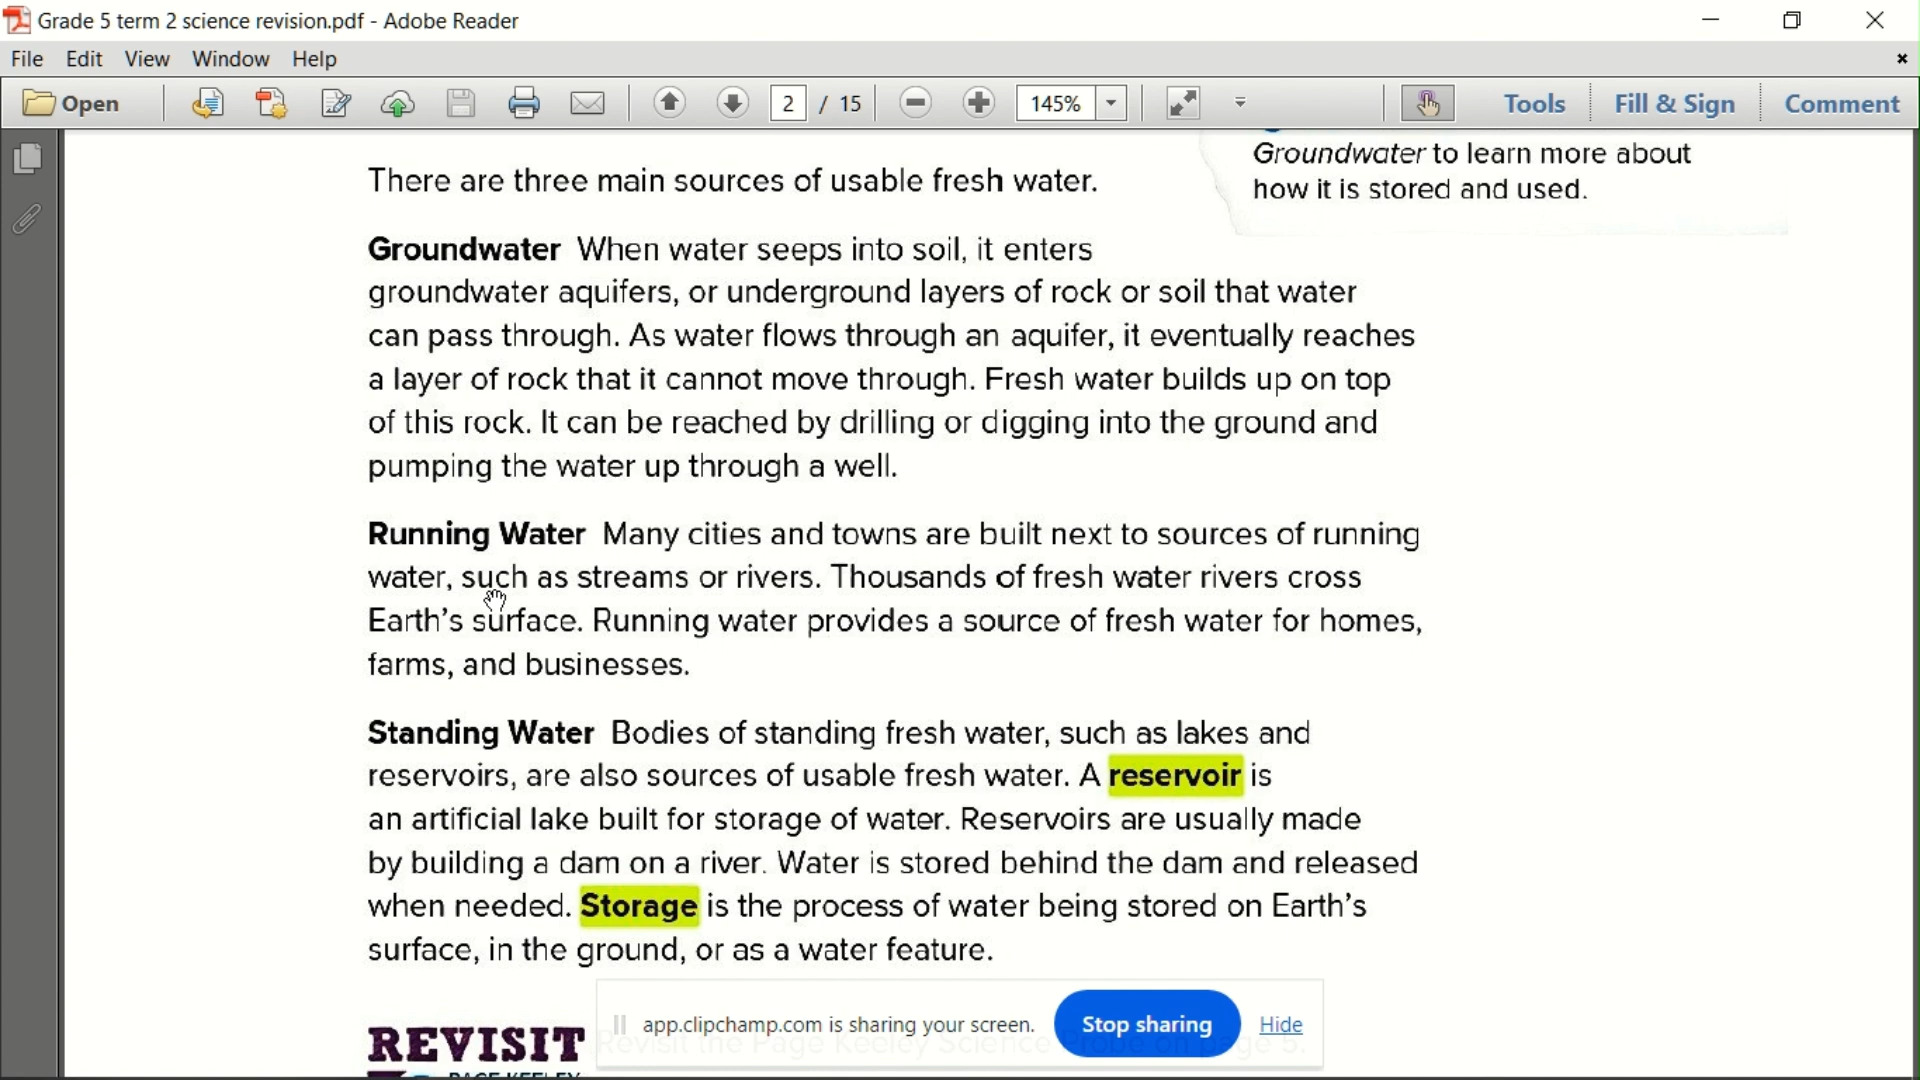 Grade 5 term 2 science revision.pdf - Adobe Reader
File Edit View Window Help
Open 2 / 15 145% Tools Fill & Sign Comment
Groundwater to learn more about
how it is stored and used.
There are three main sources of usable fresh water.
Groundwater When water seeps into soil, it enters
groundwater aquifers, or underground layers of rock or soil that water
can pass through. As water flows through an aquifer, it eventually reaches
a layer of rock that it cannot move through. Fresh water builds up on top
of this rock. It can be reached by drilling or digging into the ground and
pumping the water up through a well.
Running Water Many cities and towns are built next to sources of running
water, such as streams or rivers. Thousands of fresh water rivers cross
Earth's surface. Running water provides a source of fresh water for homes,
farms, and businesses.
Standing Water Bodies of standing fresh water, such as lakes and
reservoirs, are also sources of usable fresh water. A reservoir is
an artificial lake built for storage of water. Reservoirs are usually made
by building a dam on a river. Water is stored behind the dam and released
when needed. Storage is the process of water being stored on Earth's
surface, in the ground, or as a water feature.
app.clipchamp.com is sharing your screen. Stop sharing Hide
REVISIT Revisit the Page Keeley Science Probe on page 5.
PAGE KEELEY